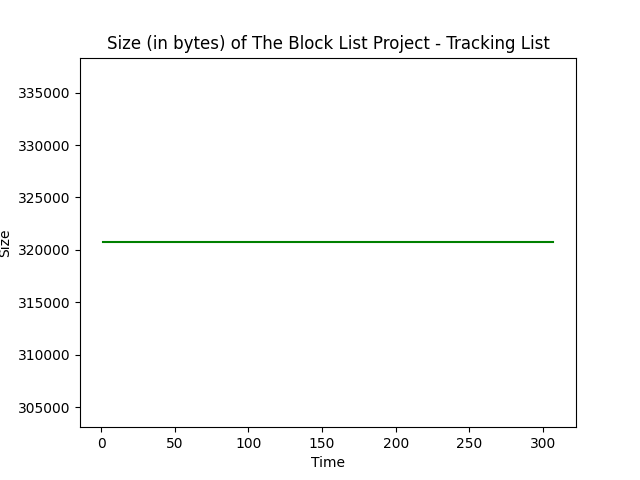 Size (in bytes) of The Block List Project - Tracking List
335000
330000
325000
320000
315000
310000
305000
Size
0 50 100 150 200 250 300
Time